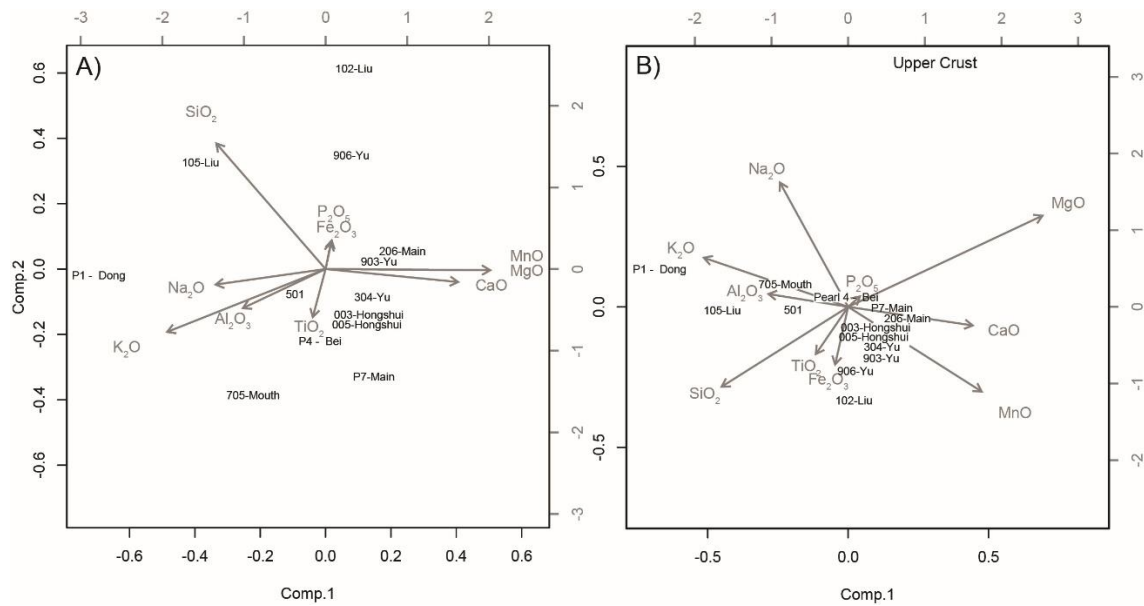 -3 -2 -1 0 1 2
A)
102-Liu
SiO2
105-Liu
906-Yu
P2O5
Fe2O3
206-Main
903-Yu
MnO
MgO
CaO
P1 - Dong
Na2O
501
304-Yu
Al2O3
TiO2
003-Hongshui
005-Hongshui
P4 - Bei
K2O
P7-Main
705-Mouth
0.6
0.4
0.2
0.0
-0.2
-0.4
-0.6
Comp.2
2
1
0
-1
-2
-3
-0.6 -0.4 -0.2 0.0 0.2 0.4 0.6
Comp.1
-2 -1 0 1 2 3
B)
Upper Crust
Na2O
MgO
K2O
P1 - Dong
Al2O3
705-Mouth
P2O5
Pearl 4 - Bei
105-Liu
501
P7-Main
206-Main
003-Hongshui
005-Hongshui
CaO
304-Yu
903-Yu
TiO2
906-Yu
Fe2O3
SiO2
102-Liu
MnO
0.5
0.0
-0.5
3
2
1
0
-1
-2
-0.5 0.0 0.5
Comp.1